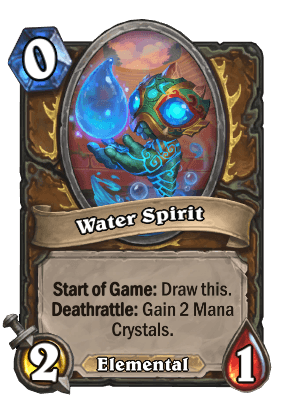 0
Water Spirit
Start of Game: Draw this.
Deathrattle: Gain 2 Mana
Crystals.
2
Elemental
1